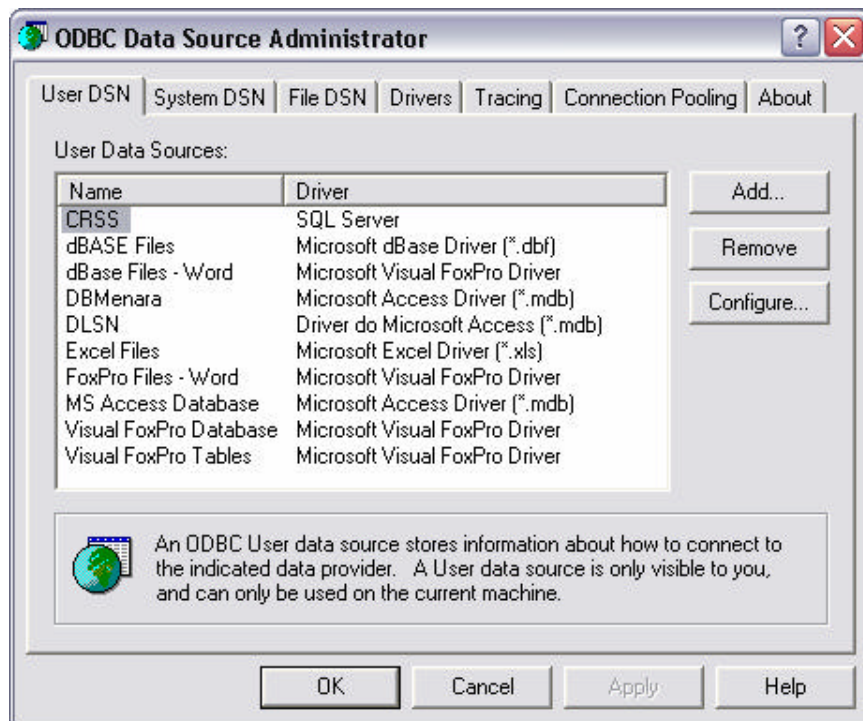 ODBC Data Source Administrator
User DSN System DSN File DSN Drivers Tracing Connection Pooling About
User Data Sources:
Name Driver
CRSS SQL Server
dBASE Files Microsoft dBase Driver (*.dbf)
dBase Files - Word Microsoft Visual FoxPro Driver
DBMenara Microsoft Access Driver (*.mdb)
DLSN Driver do Microsoft Access (*.mdb)
Excel Files Microsoft Excel Driver (*.xls)
FoxPro Files - Word Microsoft Visual FoxPro Driver
MS Access Database Microsoft Access Driver (*.mdb)
Visual FoxPro Database Microsoft Visual FoxPro Driver
Visual FoxPro Tables Microsoft Visual FoxPro Driver
Add...
Remove
Configure...
An ODBC User data source stores information about how to connect to
the indicated data provider. A User data source is only visible to you,
and can only be used on the current machine.
OK Cancel Apply Help